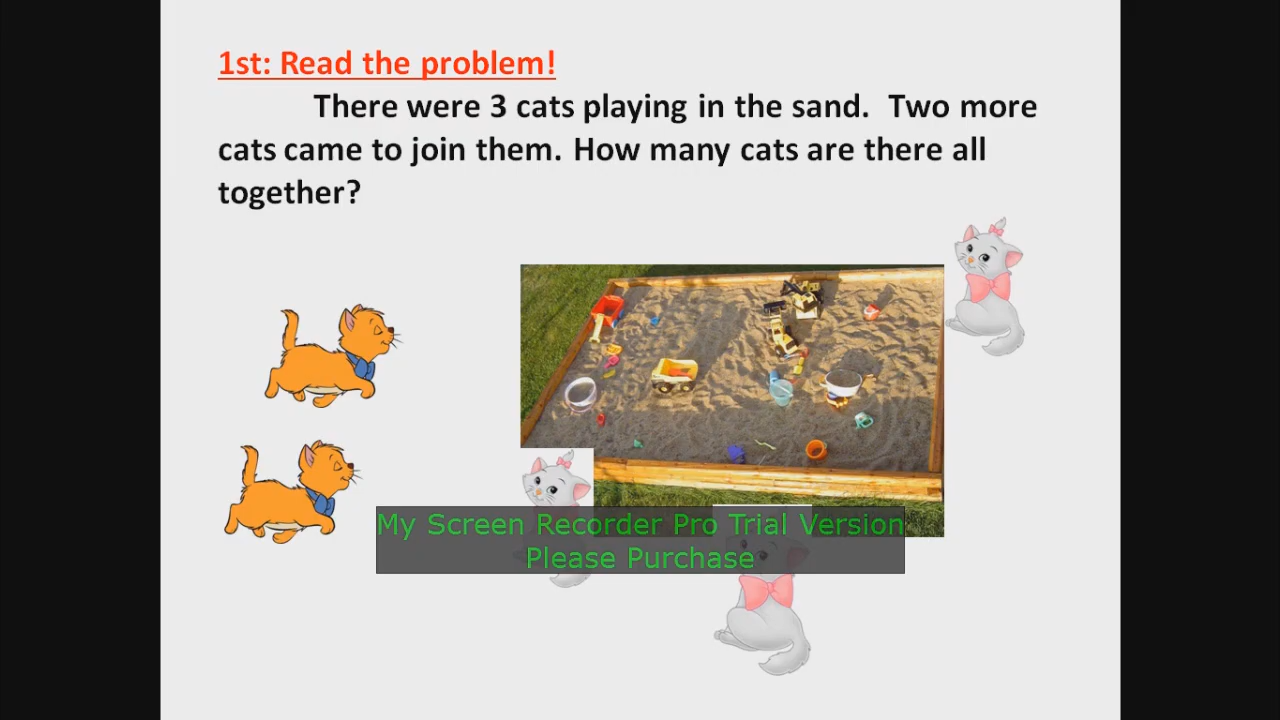 1st: Read the problem!
There were 3 cats playing in the sand. Two more
cats came to join them. How many cats are there all
together?
My Screen Recorder Pro Trial Version
Please Purchase